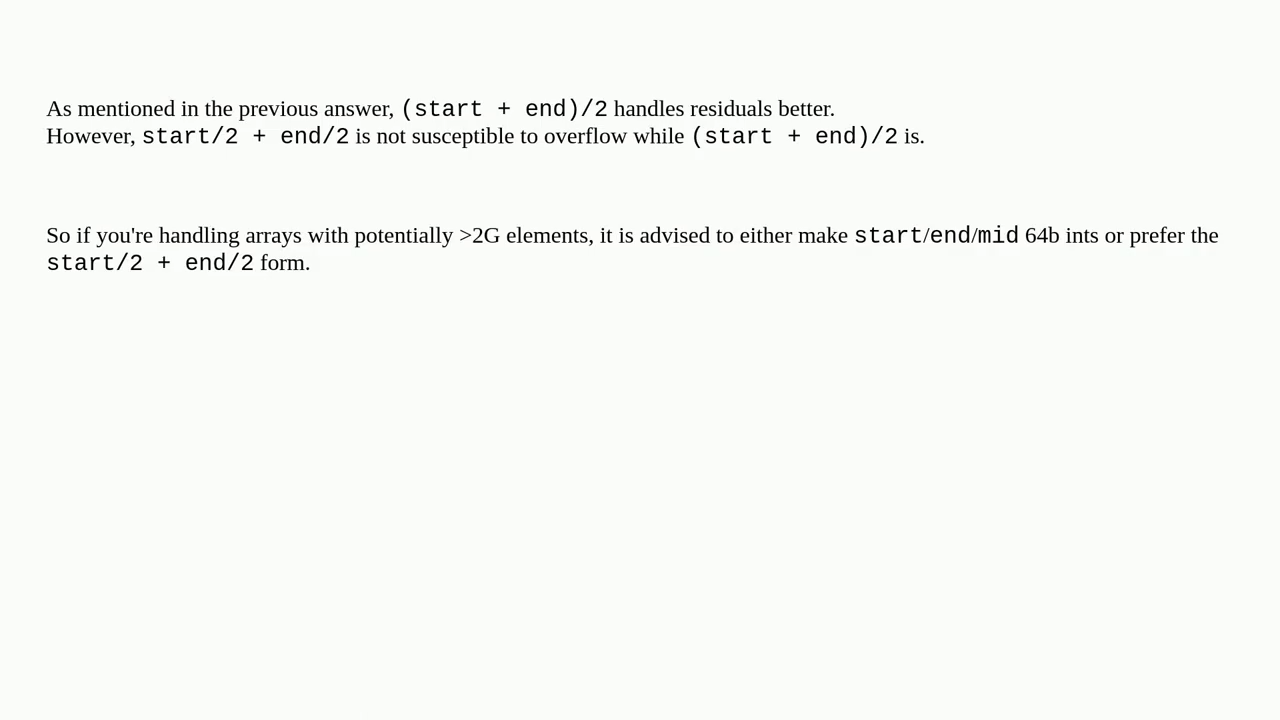 As mentioned in the previous answer, (start + end)/2 handles residuals better.
However, start/2 + end/2 is not susceptible to overflow while (start + end)/2 is.
So if you're handling arrays with potentially >2G elements, it is advised to either make start/end/mid 64b ints or prefer the
start/2 + end/2 form.